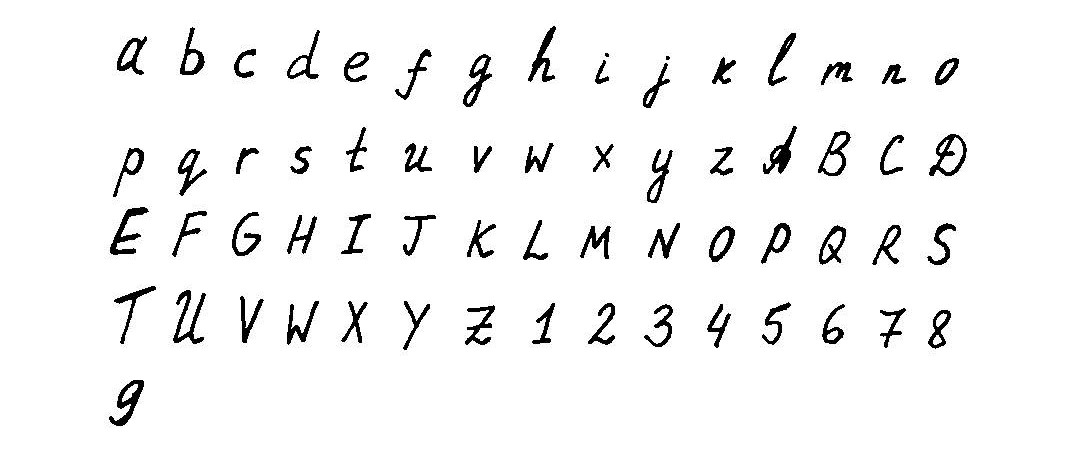 a b c d e f g h i j k l m n o
p q r s t u v w x y z A B C D
E F G H I J K L M N O P Q R S
T U V W X Y Z 1 2 3 4 5 6 7 8
9